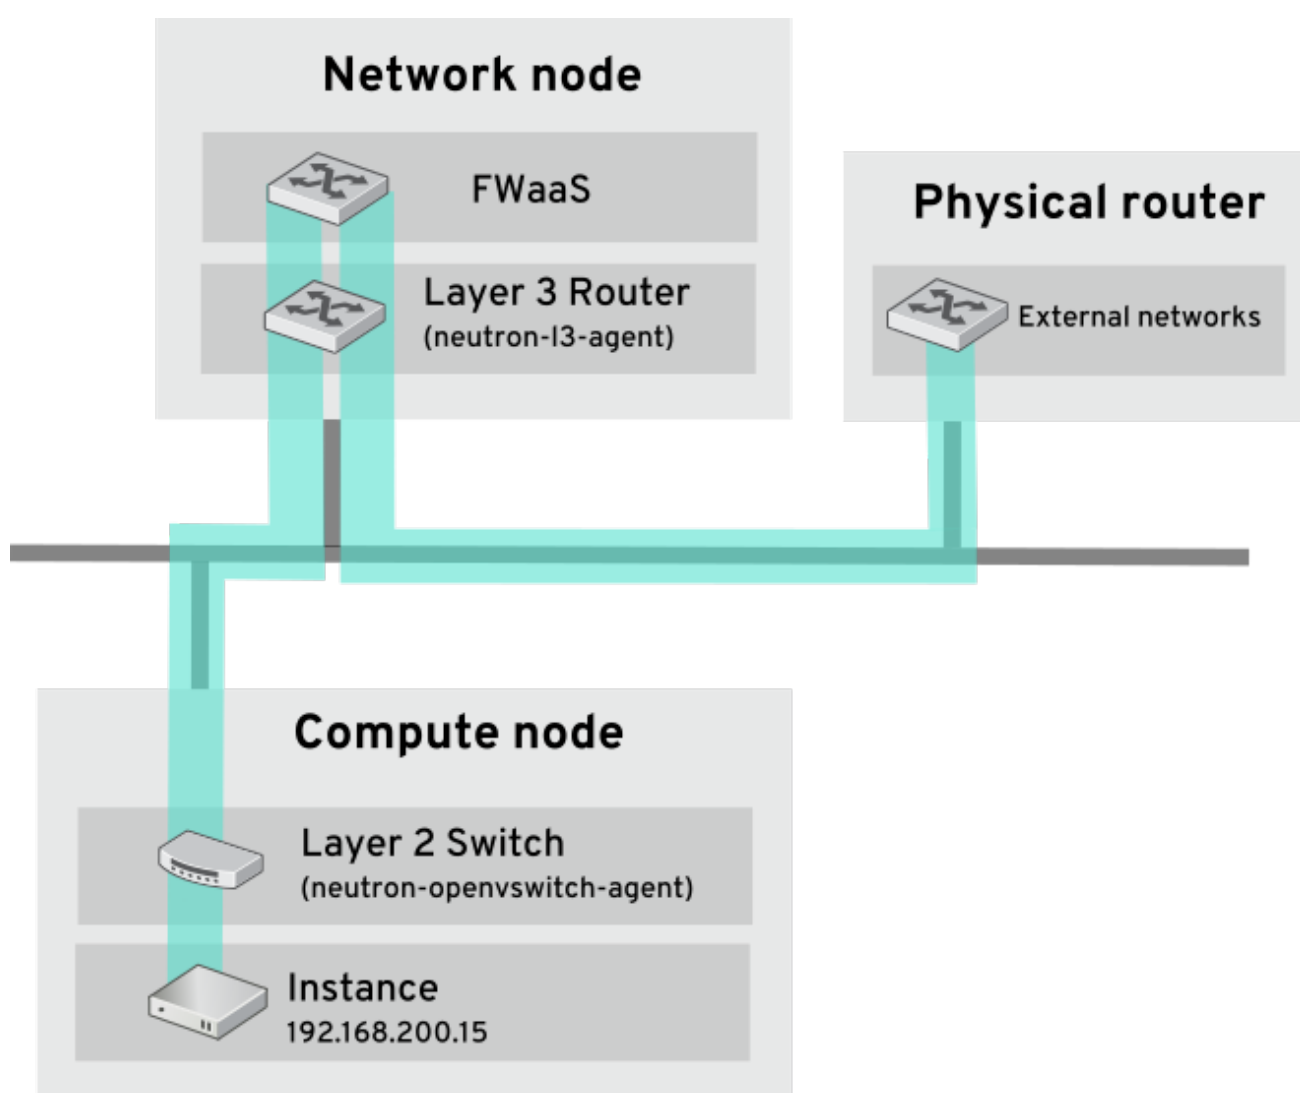 Network node
FWaaS
Layer 3 Router
(neutron-l3-agent)
Physical router
External networks
Compute node
Layer 2 Switch
(neutron-openvswitch-agent)
Instance
192.168.200.15